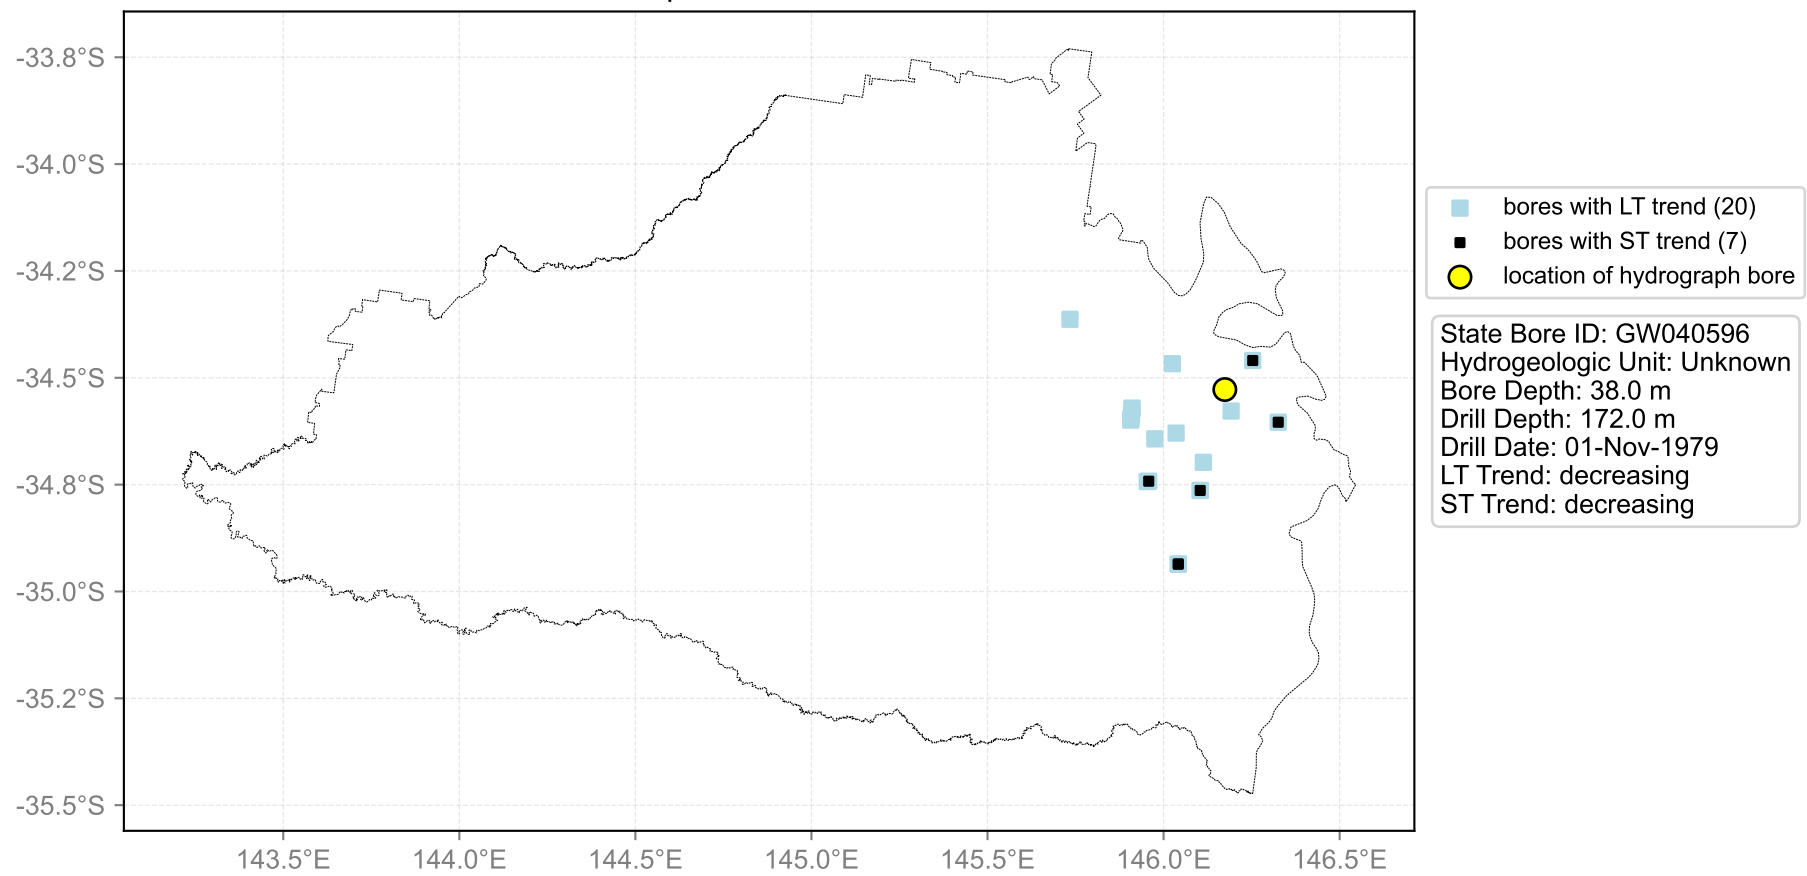 -33.8°S
-34.0°S
-34.2°S
-34.5°S
-34.8°S
-35.0°S
-35.2°S
-35.5°S
143.5°E
144.0°E
144.5°E
145.0°E
145.5°E
146.0°E
146.5°E
bores with LT trend (20)
bores with ST trend (7)
location of hydrograph bore
State Bore ID: GW040596
Hydrogeologic Unit: Unknown
Bore Depth: 38.0 m
Drill Depth: 172.0 m
Drill Date: 01-Nov-1979
LT Trend: decreasing
ST Trend: decreasing